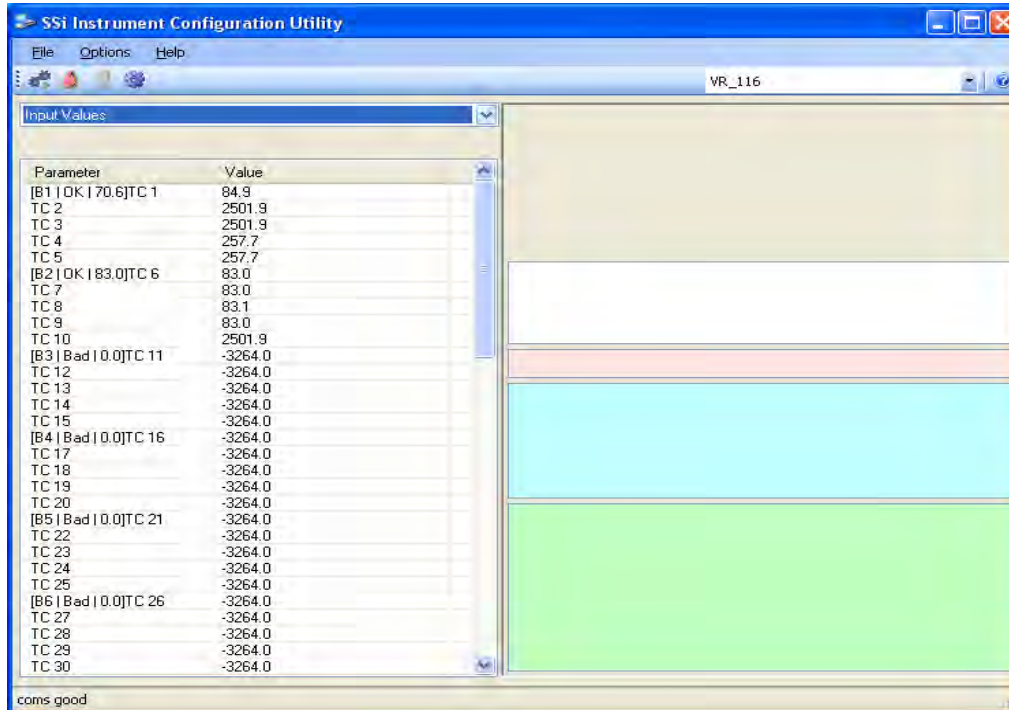 SSi Instrument Configuration Utility
File Options Help
VR_116
Input Values
Parameter Value
[B1 | OK | 70.6]TC 1 84.9
TC 2 2501.9
TC 3 2501.9
TC 4 257.7
TC 5 257.7
[B2 | OK | 83.0]TC 6 83.0
TC 7 83.0
TC 8 83.1
TC 9 83.0
TC 10 2501.9
[B3 | Bad | 0.0]TC 11 -3264.0
TC 12 -3264.0
TC 13 -3264.0
TC 14 -3264.0
TC 15 -3264.0
[B4 | Bad | 0.0]TC 16 -3264.0
TC 17 -3264.0
TC 18 -3264.0
TC 19 -3264.0
TC 20 -3264.0
[B5 | Bad | 0.0]TC 21 -3264.0
TC 22 -3264.0
TC 23 -3264.0
TC 24 -3264.0
TC 25 -3264.0
[B6 | Bad | 0.0]TC 26 -3264.0
TC 27 -3264.0
TC 28 -3264.0
TC 29 -3264.0
TC 30 -3264.0
coms good